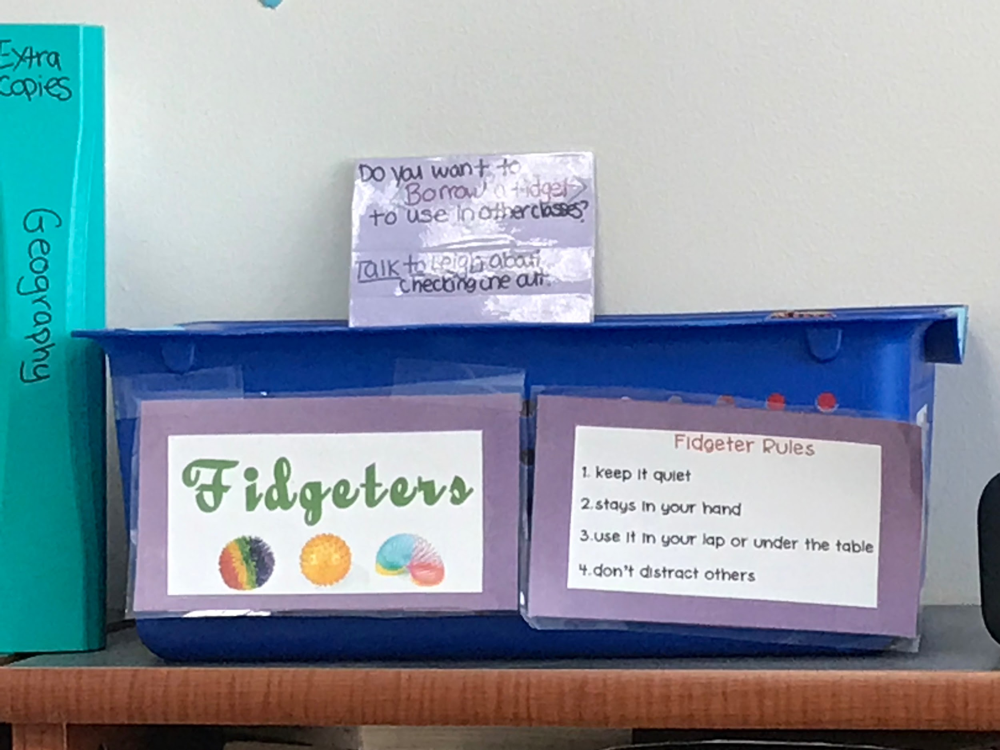 Extra
Copies
Geography
Do you want to
Borrow a fidget
to use in other classes?
Talk to Leigh about
checking one out.
Fidgeters
Fidgeter Rules
1. keep it quiet
2. stays in your hand
3. use it in your lap or under the table
4. don't distract others